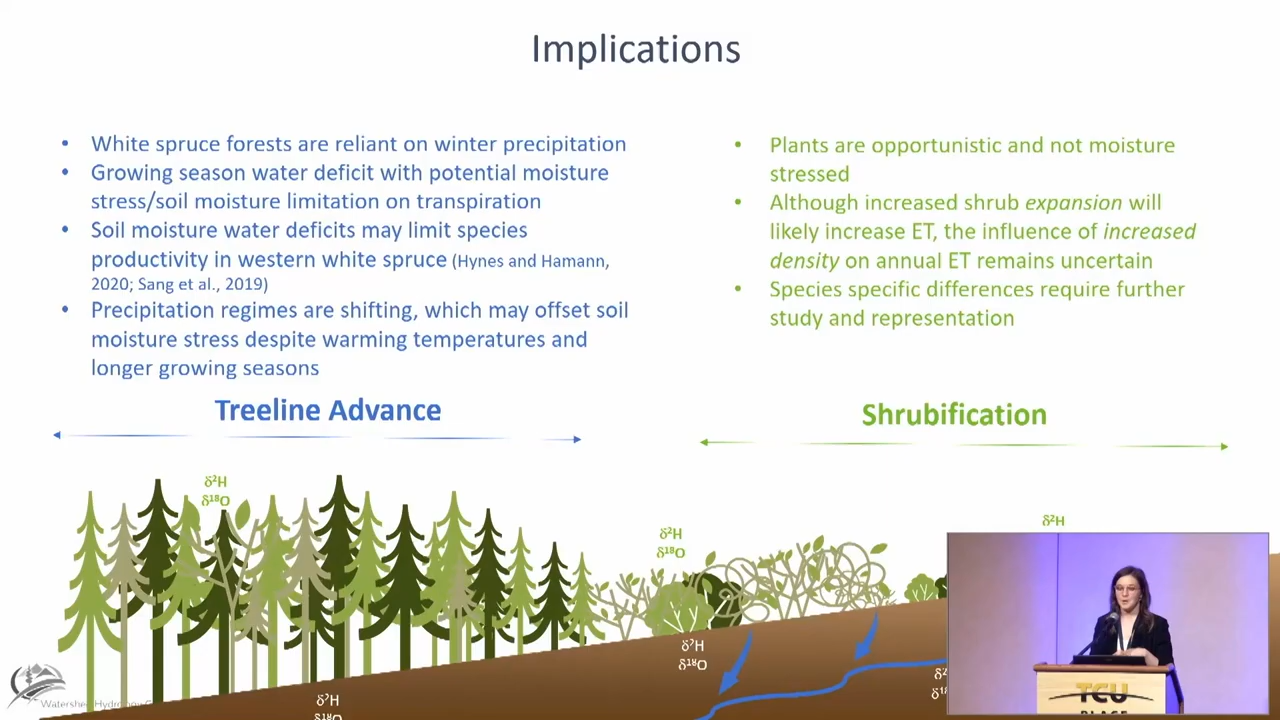 Implications
• White spruce forests are reliant on winter precipitation
• Growing season water deficit with potential moisture
stress/soil moisture limitation on transpiration
• Soil moisture water deficits may limit species
productivity in western white spruce (Hynes and Hamann,
2020; Sang et al., 2019)
• Precipitation regimes are shifting, which may offset soil
moisture stress despite warming temperatures and
longer growing seasons
Treeline Advance
• Plants are opportunistic and not moisture
stressed
• Although increased shrub expansion will
likely increase ET, the influence of increased
density on annual ET remains uncertain
• Species specific differences require further
study and representation
Shrubification
δ²H
δ¹⁸O
δ²H
δ¹⁸O
δ²H
δ²H
δ¹⁸O
δ²H
δ¹⁸O
Watershed Hydrology
TCU
PLACE